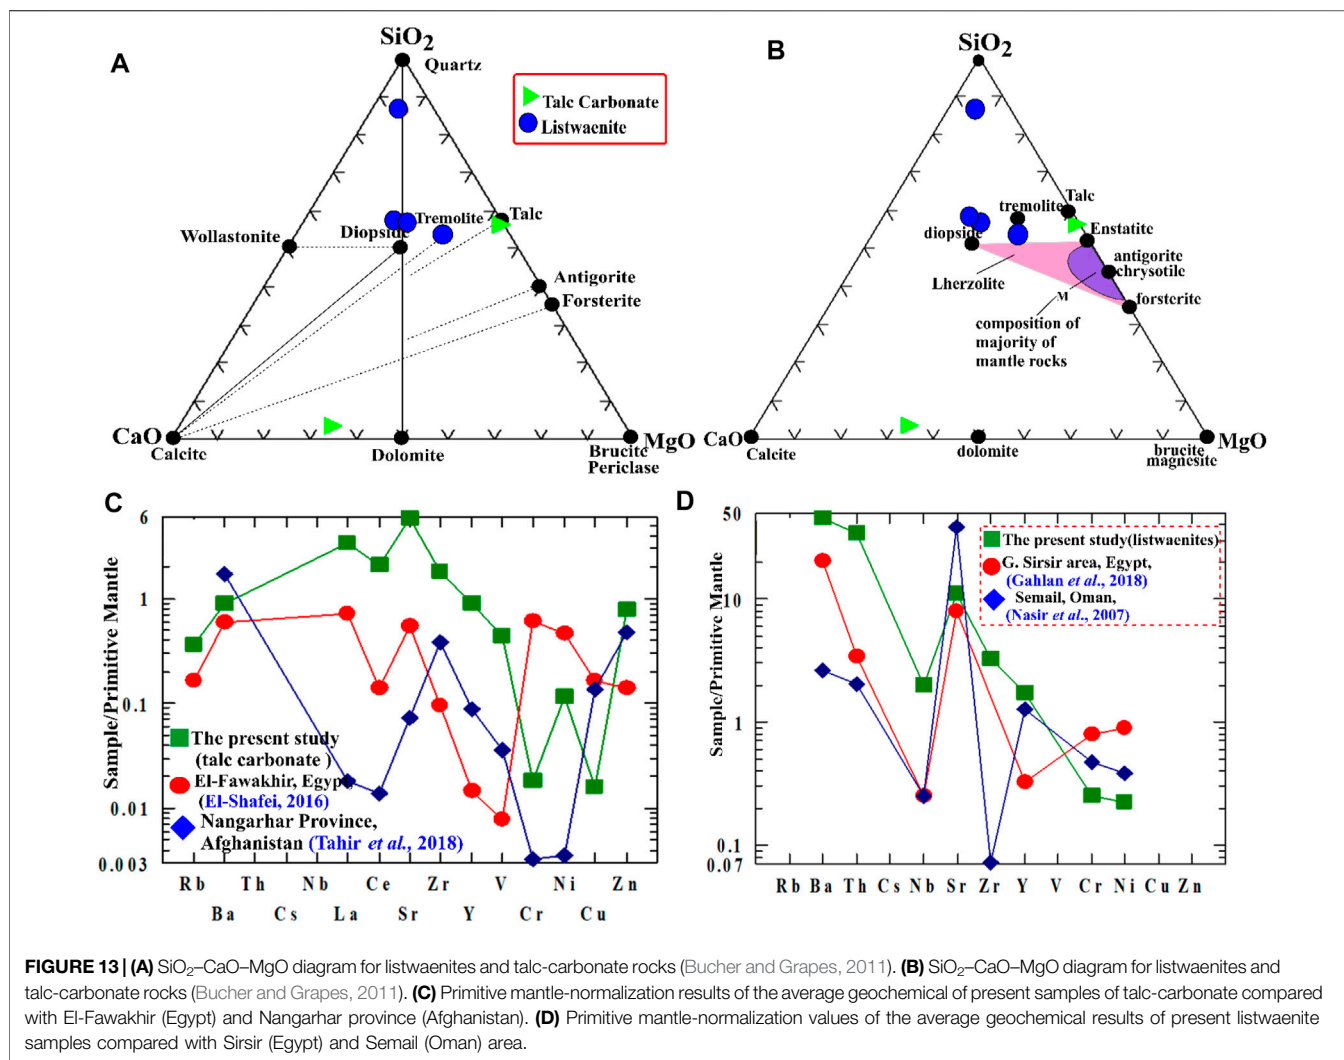 A
SiO2
Quartz
Talc Carbonate
Listwaenite
Wollastonite
Diopside
Tremolite
Talc
Antigorite
Forsterite
CaO
Calcite
Dolomite
MgO
Brucite
Periclase
B
SiO2
Talc
tremolite
Enstatite
diopside
antigorite
chrysotile
Lherzolite
M
forsterite
composition of
majority of
mantle rocks
CaO
Calcite
dolomite
MgO
brucite
magnesite
C
Sample/Primitive Mantle
6
1
0.1
0.01
0.003
The present study
(talc carbonate )
El-Fawakhir, Egypt,
(El-Shafei, 2016)
Nangarhar Province,
Afghanistan (Tahir et al., 2018)
Rb Th Nb Ce Zr V Ni Zn
Ba Cs La Sr Y Cr Cu
D
Sample/Primitive Mantle
50
10
1
0.1
0.07
The present study(listwaenites)
G. Sirsir area, Egypt,
(Gahlan et al., 2018)
Semail, Oman,
(Nasir et al., 2007)
Rb Ba Th Cs Nb Sr Zr Y V Cr Ni Cu Zn
FIGURE 13 | (A) SiO2–CaO–MgO diagram for listwaenites and talc-carbonate rocks (Bucher and Grapes, 2011). (B) SiO2–CaO–MgO diagram for listwaenites and
talc-carbonate rocks (Bucher and Grapes, 2011). (C) Primitive mantle-normalization results of the average geochemical of present samples of talc-carbonate compared
with El-Fawakhir (Egypt) and Nangarhar province (Afghanistan). (D) Primitive mantle-normalization values of the average geochemical results of present listwaenite
samples compared with Sirsir (Egypt) and Semail (Oman) area.